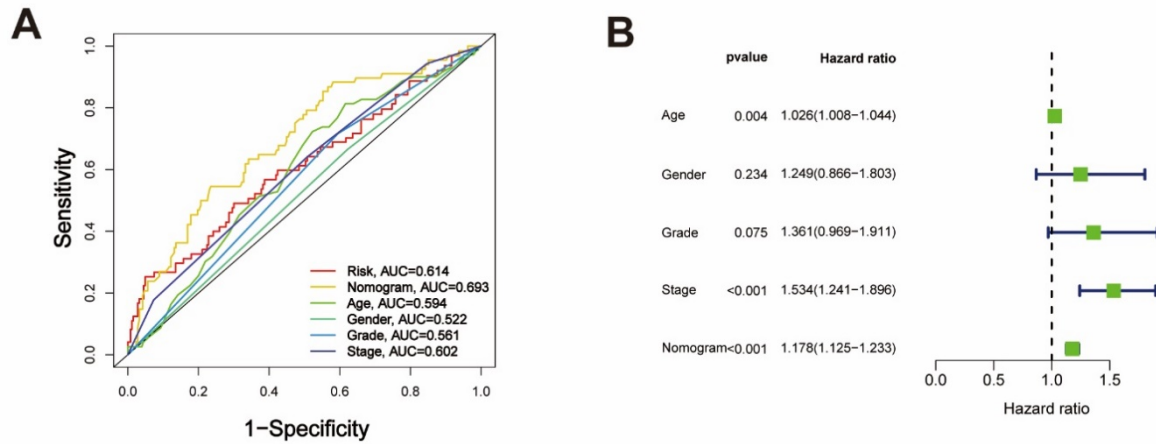 A
Sensitivity
1.0
0.8
0.6
0.4
0.2
0.0
Risk, AUC=0.614
Nomogram, AUC=0.693
Age, AUC=0.594
Gender, AUC=0.522
Grade, AUC=0.561
Stage, AUC=0.602
0.0 0.2 0.4 0.6 0.8 1.0
1−Specificity
B
pvalue Hazard ratio
Age 0.004 1.026(1.008−1.044)
Gender 0.234 1.249(0.866−1.803)
Grade 0.075 1.361(0.969−1.911)
Stage <0.001 1.534(1.241−1.896)
Nomogram <0.001 1.178(1.125−1.233)
0.0 0.5 1.0 1.5
Hazard ratio